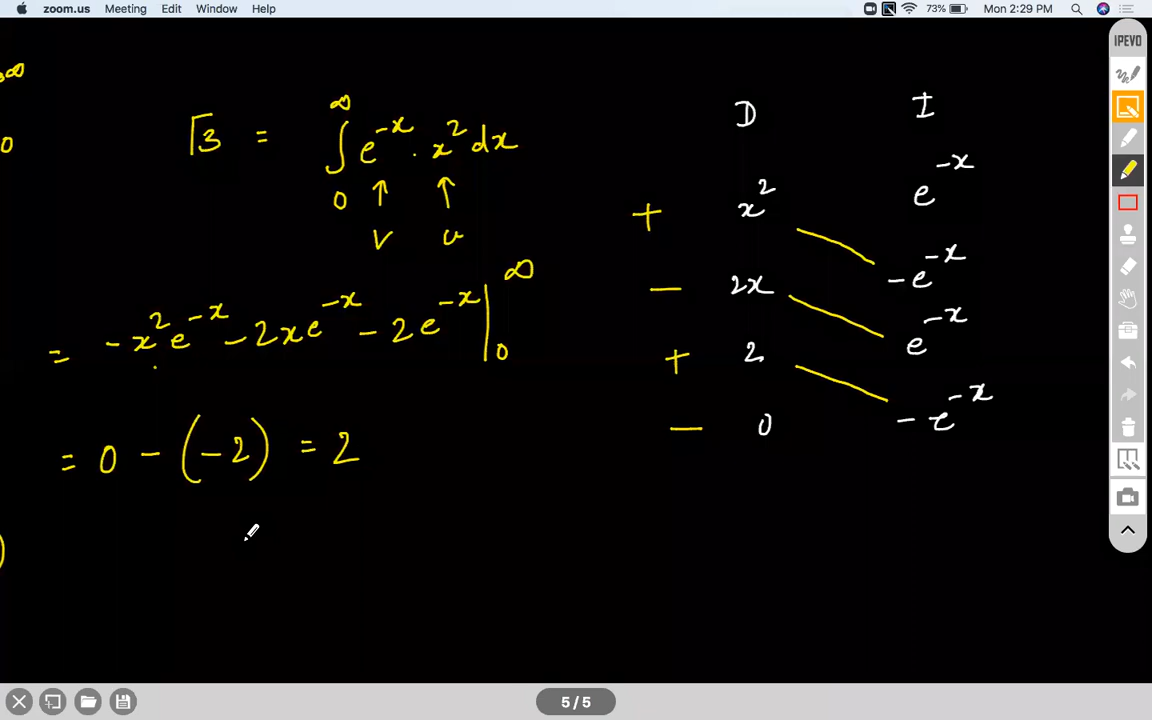 zoom.us Meeting Edit Window Help 73% Mon 2:29 PM
IPEVO
∞
0
Γ3 = ∫₀^∞ e^{-x} · x² dx
↑ ↑
V u
= -x²e^{-x} - 2xe^{-x} - 2e^{-x} |₀^∞
= 0 - (-2) = 2
)
D I
+ x² e^{-x}
- 2x -e^{-x}
+ 2 e^{-x}
- 0 -e^{-x}
5 / 5